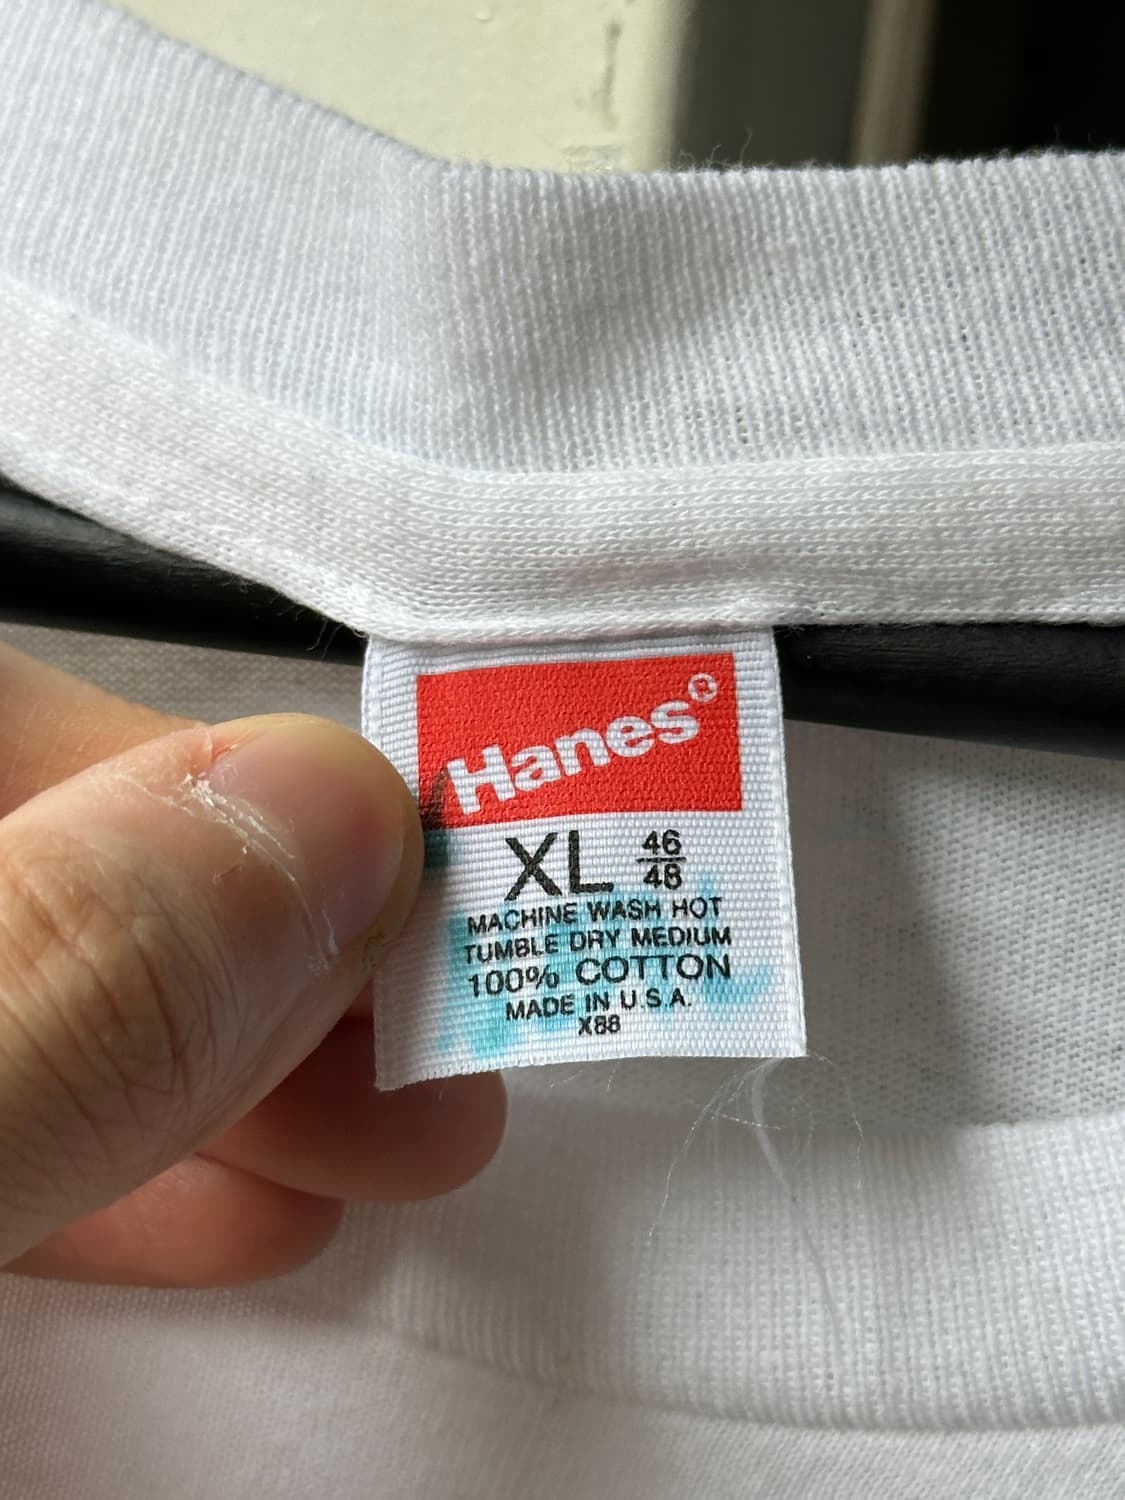 Hanes®
XL 46/48
MACHINE WASH HOT
TUMBLE DRY MEDIUM
100% COTTON
MADE IN U.S.A.
X88